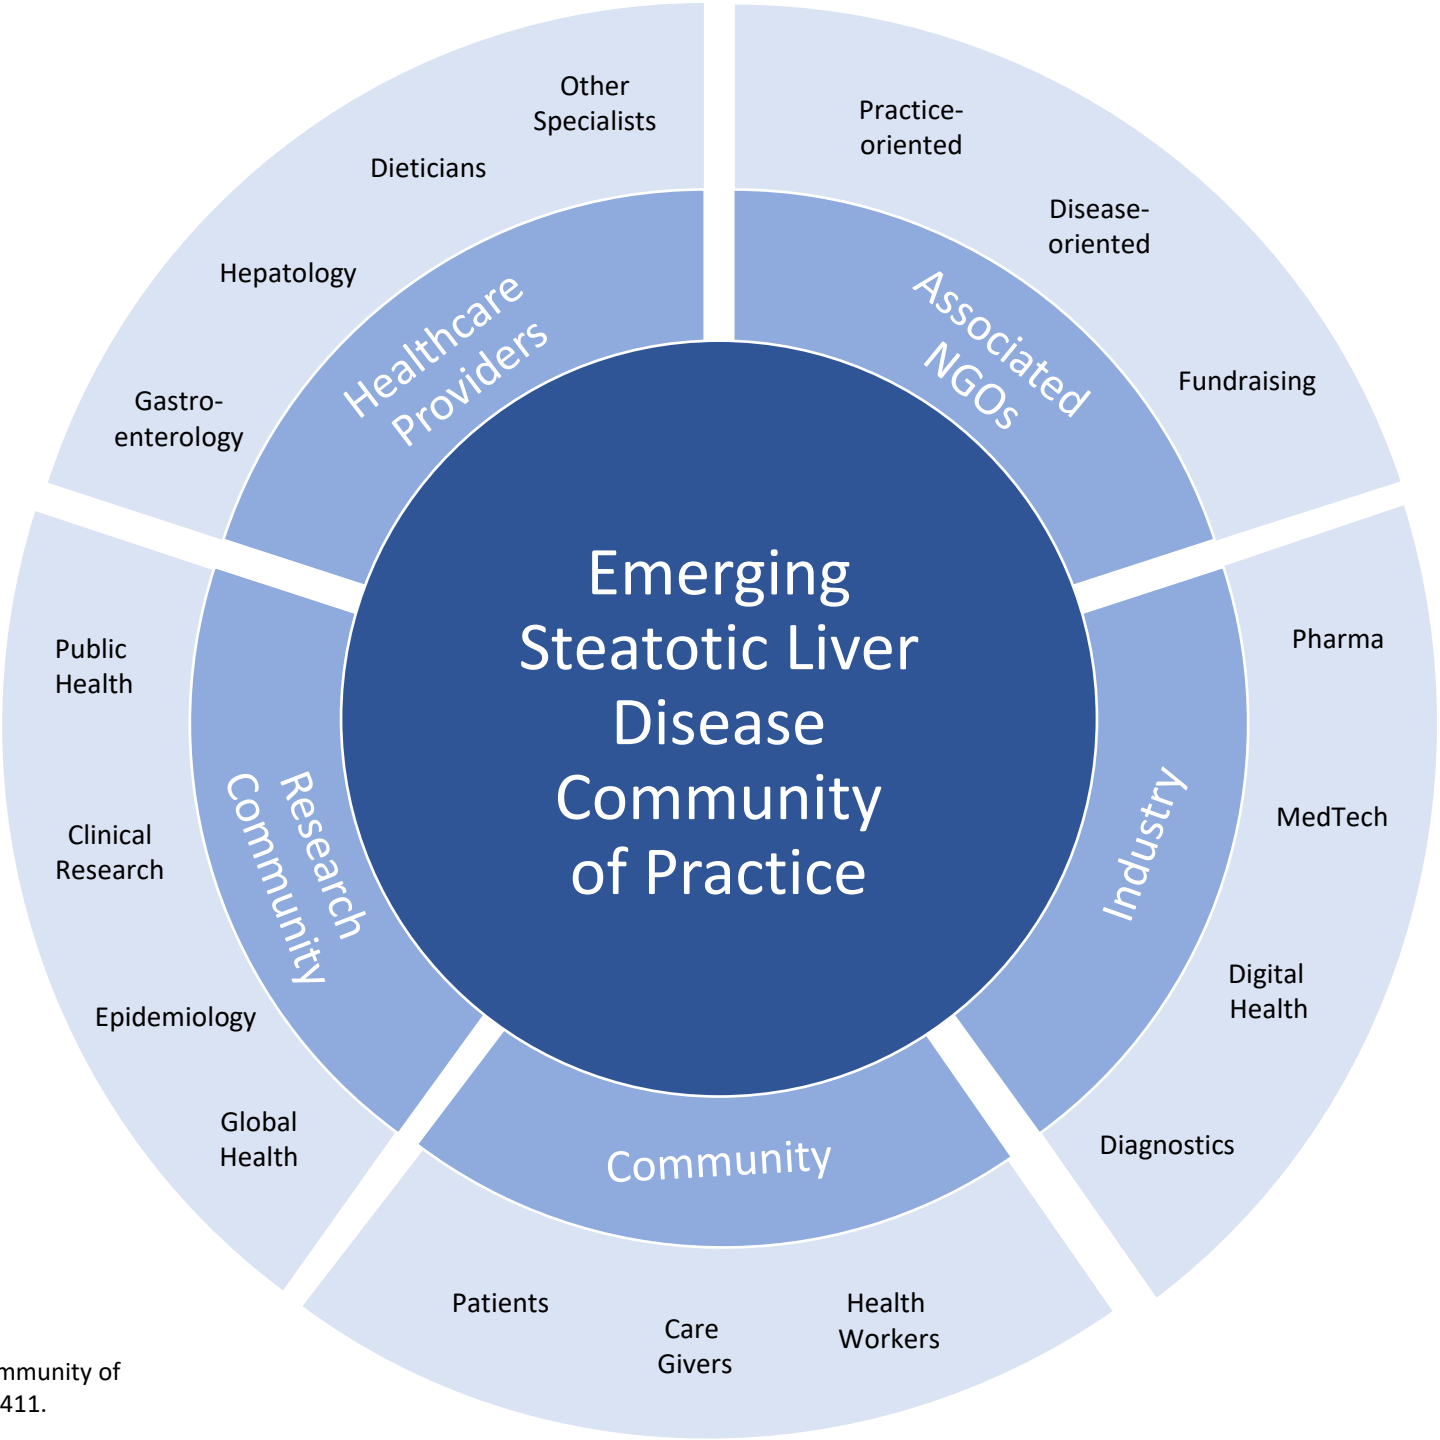 Other
Specialists
Dieticians
Hepatology
Gastro-
enterology
Healthcare
Providers
Practice-
oriented
Disease-
oriented
Fundraising
Associated
NGOs
Emerging
Steatotic Liver
Disease
Community
of Practice
Public
Health
Clinical
Research
Epidemiology
Global
Health
Research
Community
Pharma
MedTech
Digital
Health
Diagnostics
Industry
Community
Patients
Care
Givers
Health
Workers
of
411.